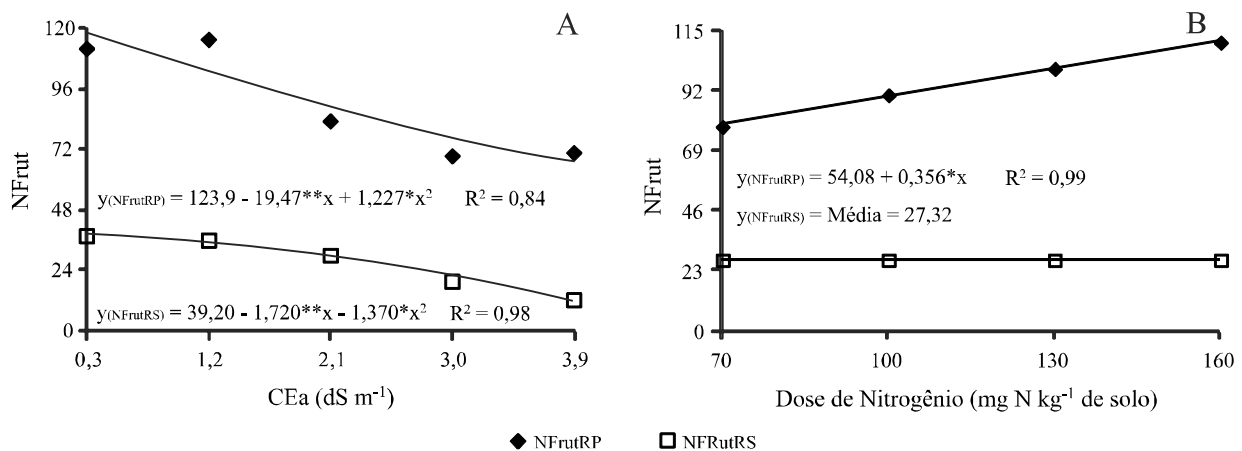 A
NFrut
120
96
72
48
24
0
y(NFrutRP) = 123,9 - 19,47**x + 1,227*x² R² = 0,84
y(NFrutRS) = 39,20 - 1,720**x - 1,370*x² R² = 0,98
0,3 1,2 2,1 3,0 3,9
CEa (dS m⁻¹)
B
NFrut
115
92
69
46
23
0
y(NFrutRP) = 54,08 + 0,356*x R² = 0,99
y(NFrutRS) = Média = 27,32
70 100 130 160
Dose de Nitrogênio (mg N kg⁻¹ de solo)
NFrutRP NFRutRS